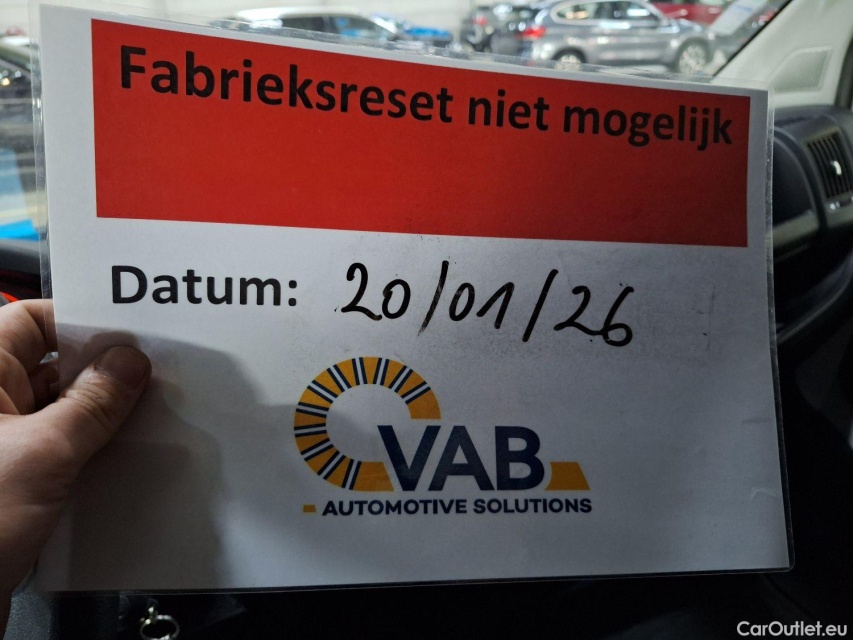 Fabrieksreset niet mogelijk
Datum: 20/01/26
VAB
AUTOMOTIVE SOLUTIONS
CarOutlet.eu